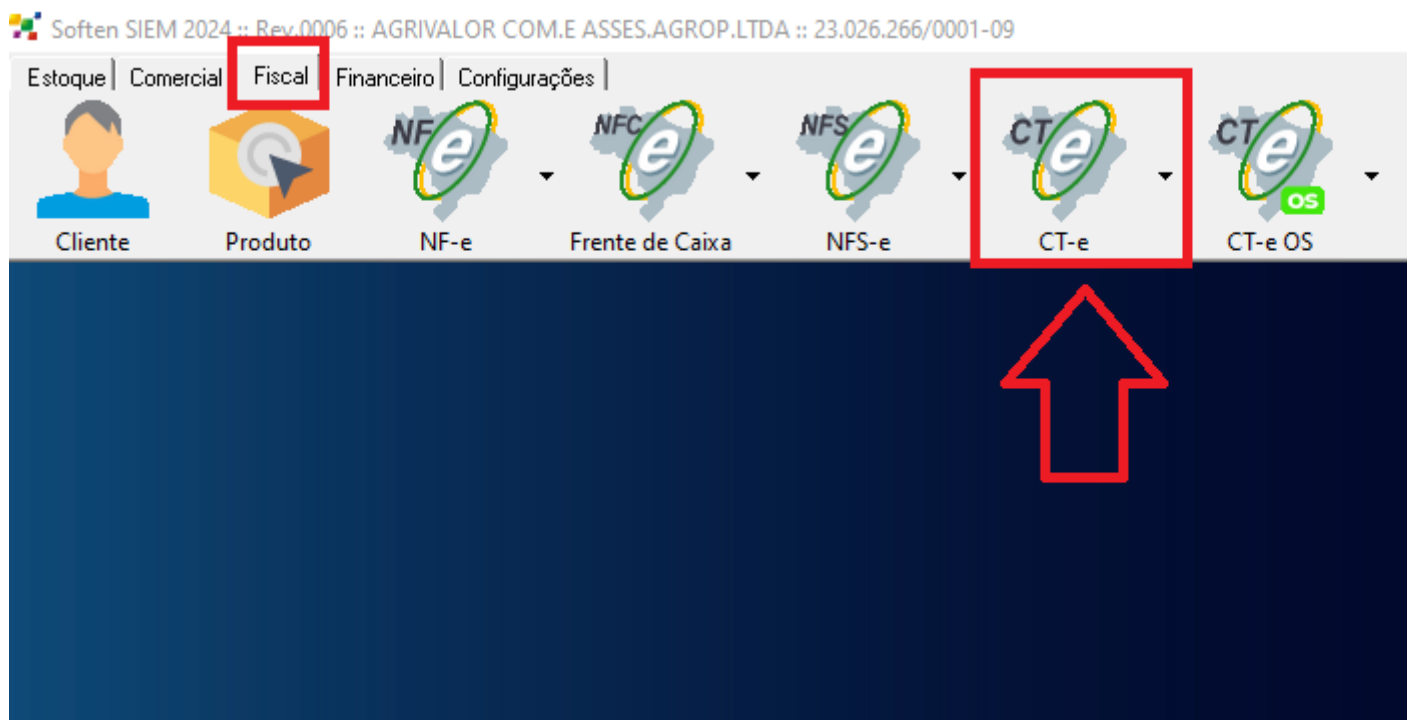 Soften SIEM 2024 :: Rev.0006 :: AGRIVALOR COM.E ASSES.AGROP.LTDA :: 23.026.266/0001-09
Estoque Comercial Fiscal Financeiro Configurações
NF e NFC e NFS e CT e CT e OS
Cliente Produto NF-e Frente de Caixa NFS-e CT-e CT-e OS